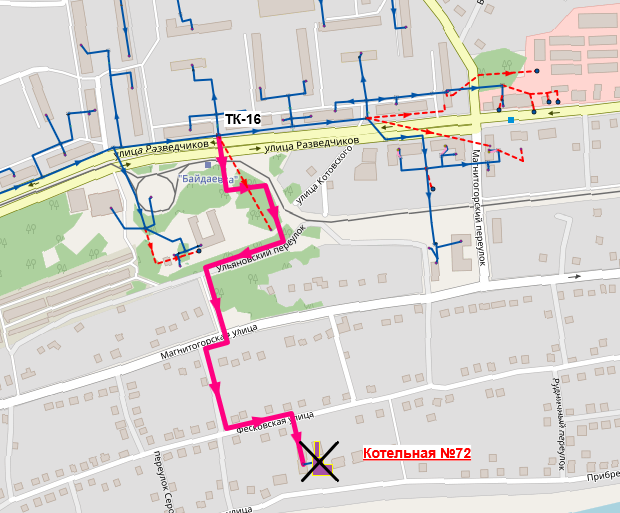 ТК-16
улица Разведчиков
улица Разведчиков
Байдаевка
улица Котовского
Магнитогорский переулок
Ульяновский переулок
Магнитогорская улица
Фесковская улица
Котельная №72
Рудничный переулок
переулок Серо
Прибре